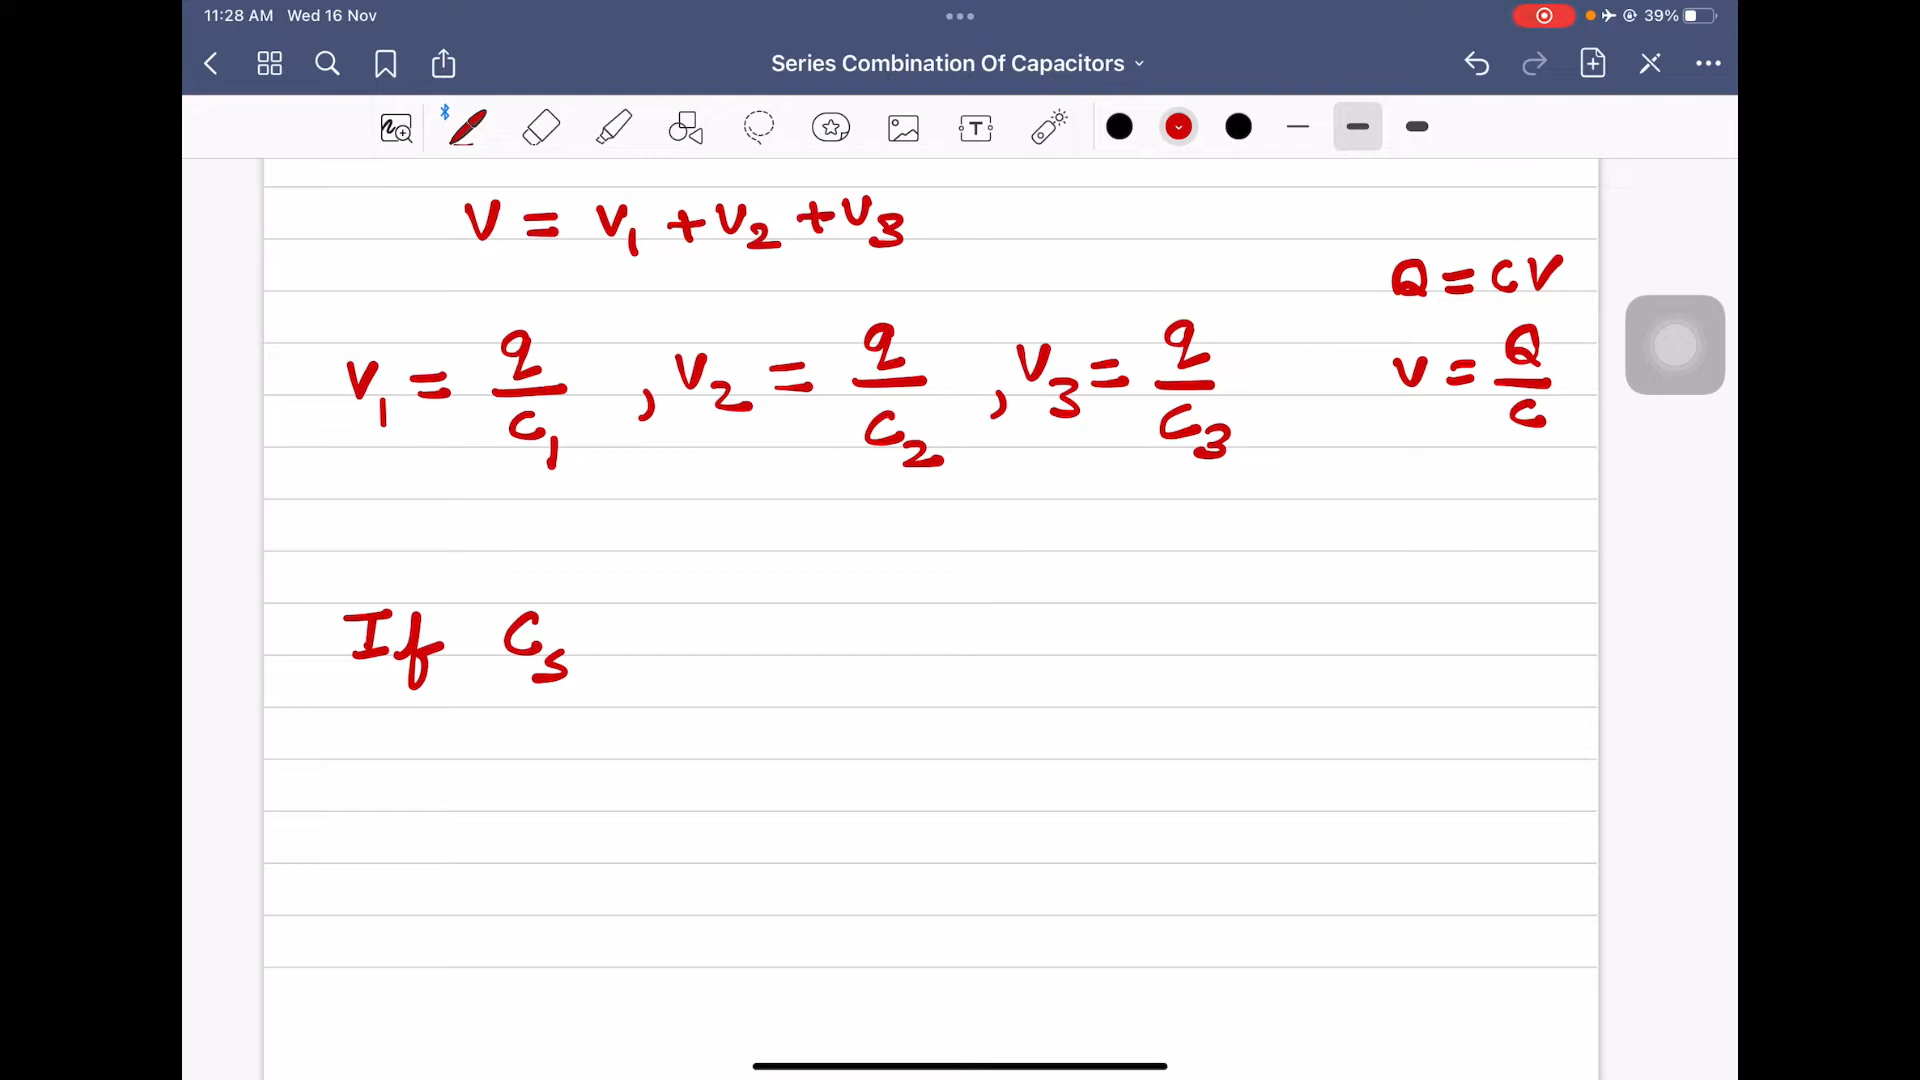 11:28 AM Wed 16 Nov
39%
Series Combination Of Capacitors
T
V = V₁ + V₂ + V₃
Q = CV
V₁ = q/C₁ , V₂ = q/C₂ , V₃ = q/C₃
V = Q/C
If Cs